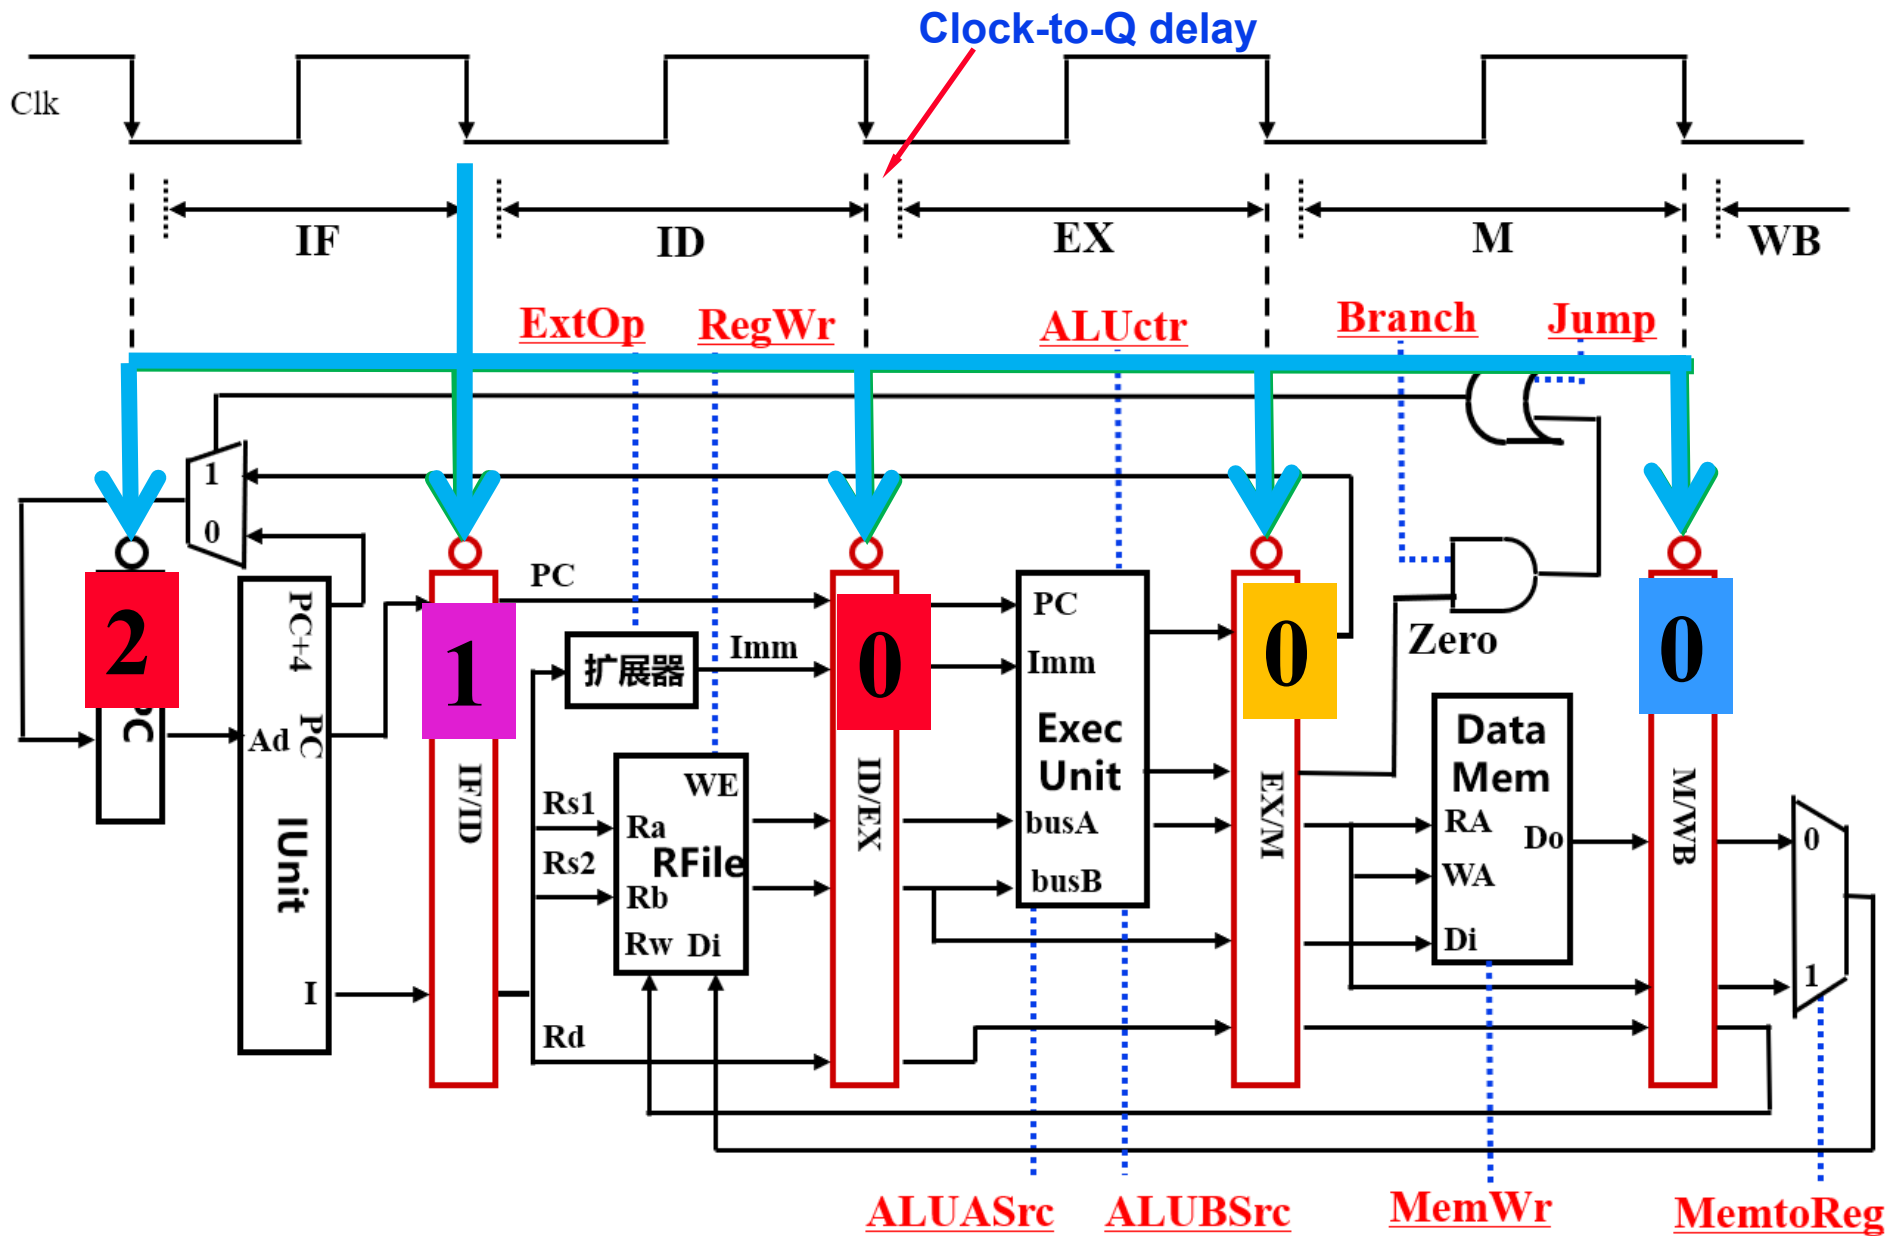 Clock-to-Q delay
Clk
IF
ID
EX
M
WB
ExtOp
RegWr
ALUctr
Branch
Jump
1
0
2
1
0
0
0
PC
PC+4
PC
Ad
PC
IUnit
I
IF/ID
PC
扩展器
Imm
Rs1
Rs2
Rd
WE
Ra
RFile
Rb
Rw Di
ID/EX
PC
Imm
Exec
Unit
busA
busB
EX/M
Zero
Data
Mem
RA
Do
WA
Di
M/WB
0
1
ALUASrc
ALUBSrc
MemWr
MemtoReg